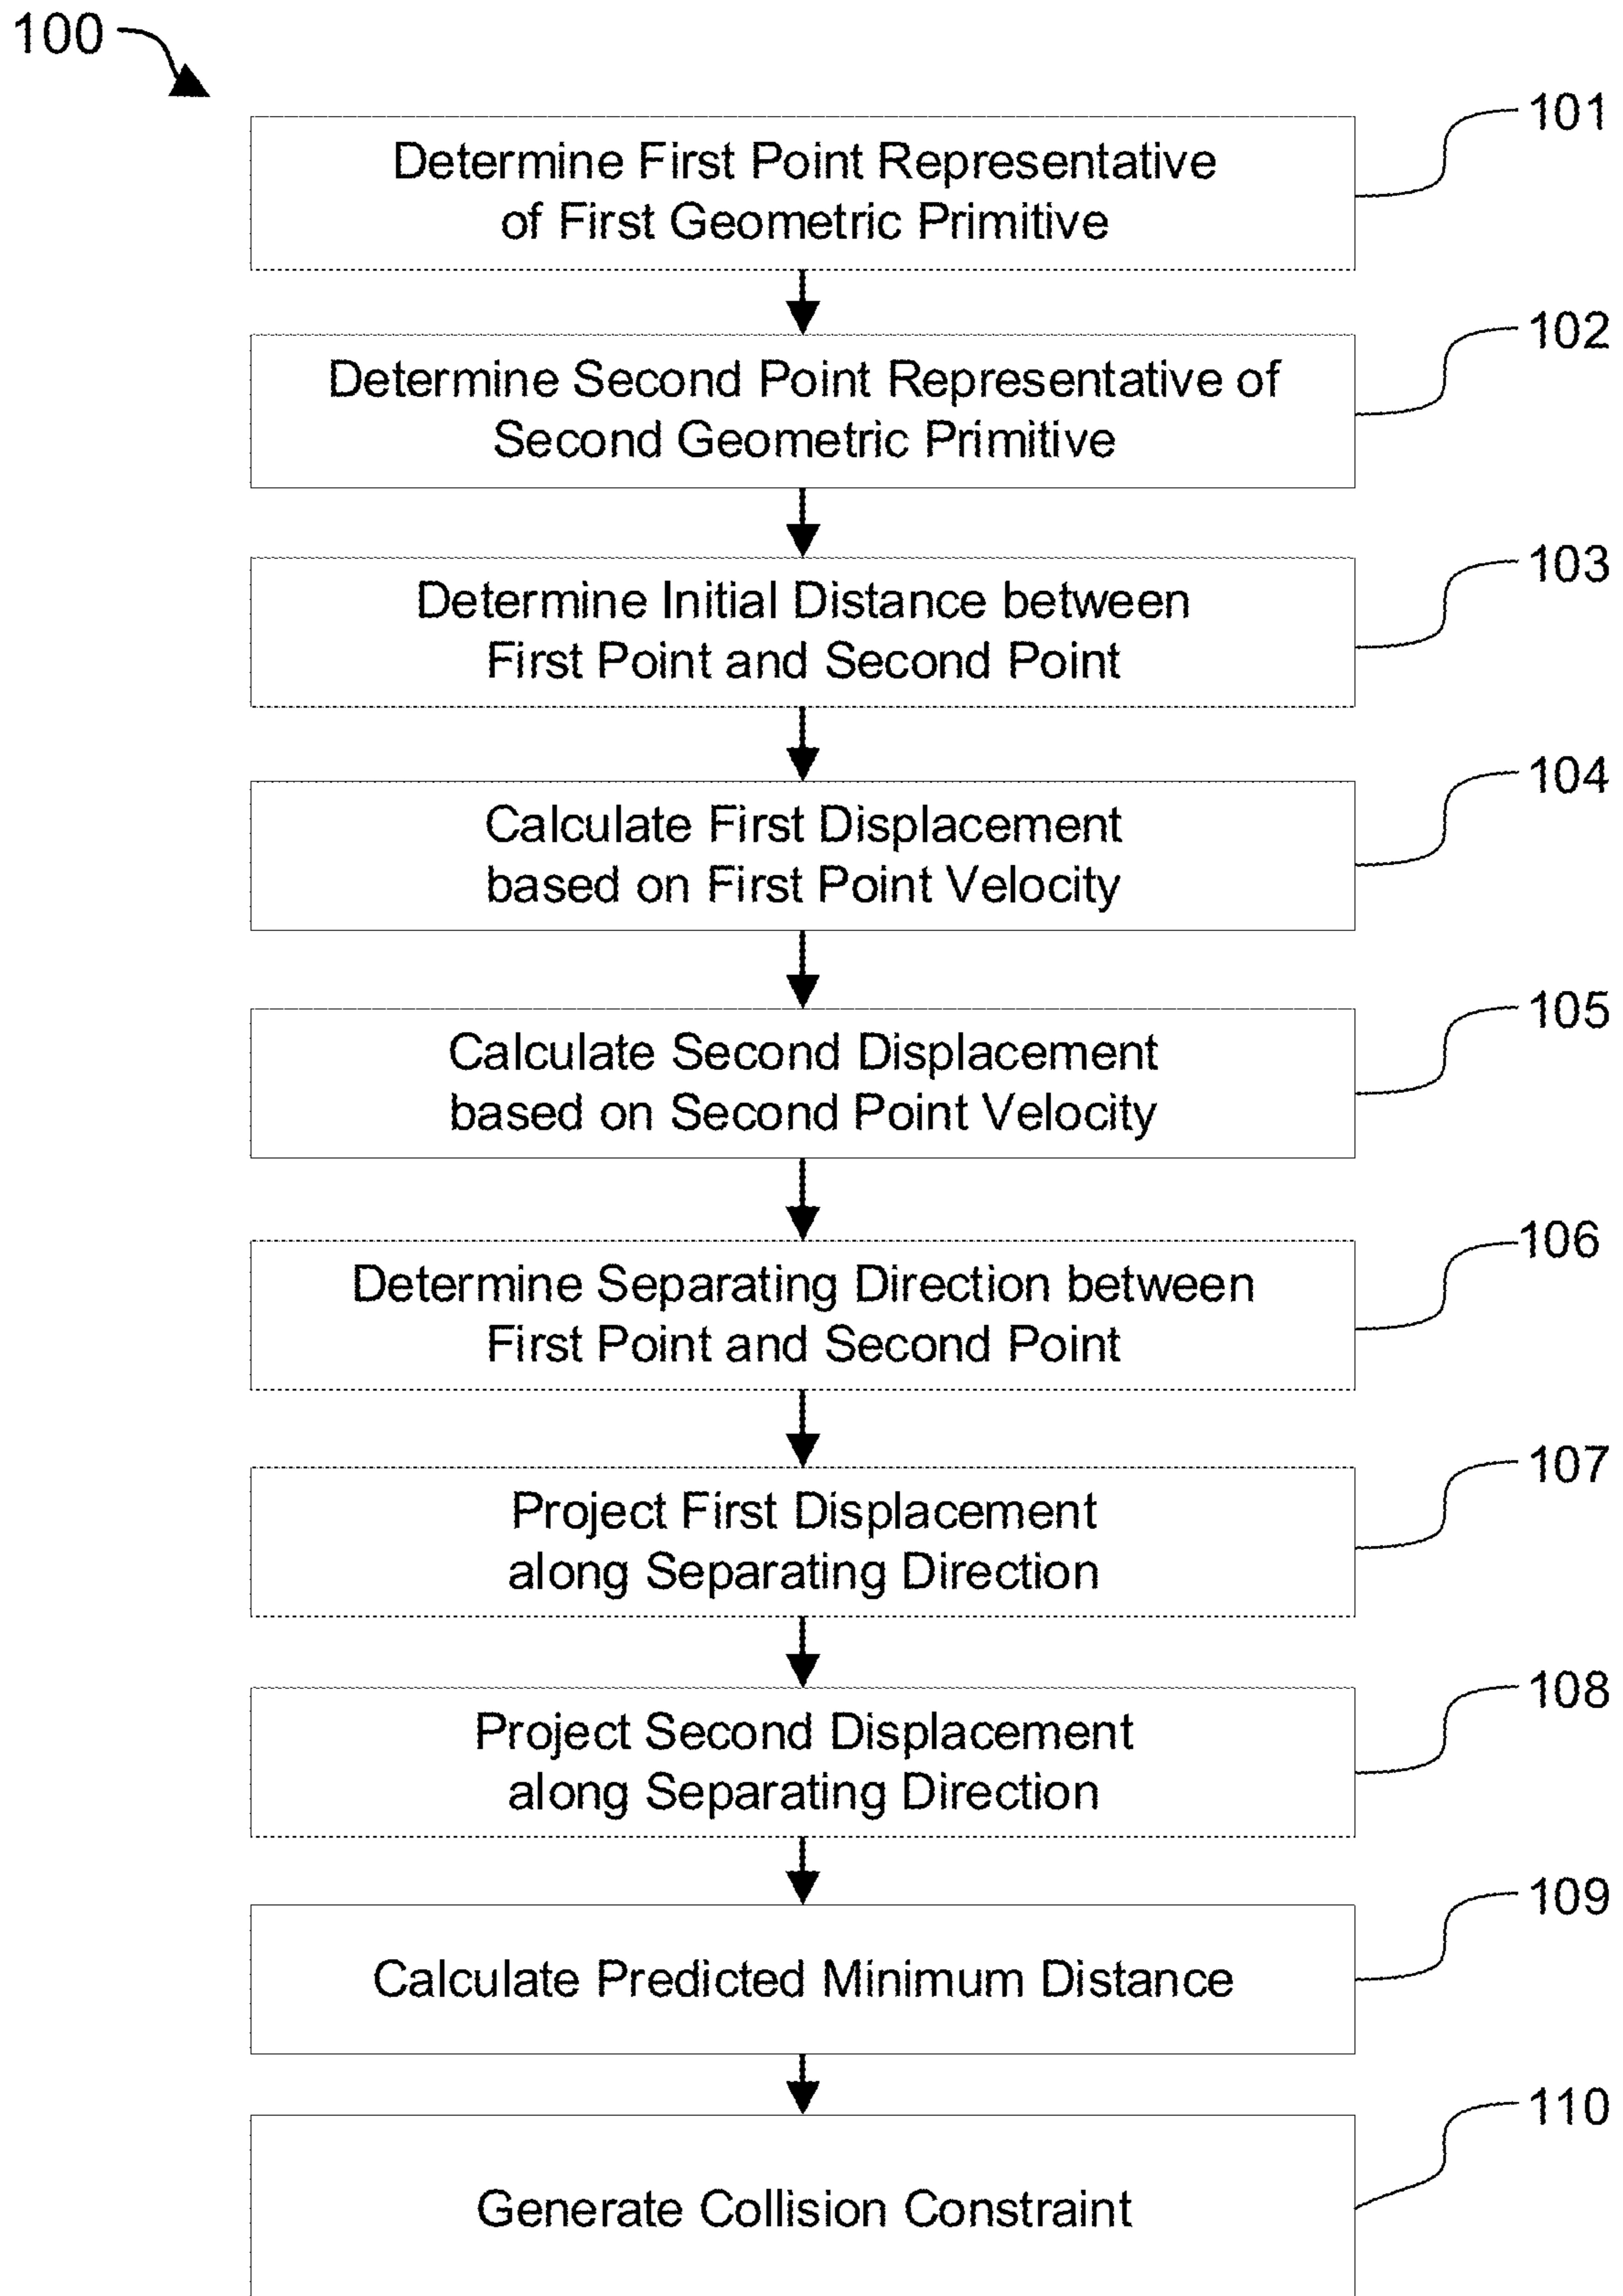 100
101
Determine First Point Representative
of First Geometric Primitive
102
Determine Second Point Representative of
Second Geometric Primitive
103
Determine Initial Distance between
First Point and Second Point
104
Calculate First Displacement
based on First Point Velocity
105
Calculate Second Displacement
based on Second Point Velocity
106
Determine Separating Direction between
First Point and Second Point
107
Project First Displacement
along Separating Direction
108
Project Second Displacement
along Separating Direction
109
Calculate Predicted Minimum Distance
110
Generate Collision Constraint